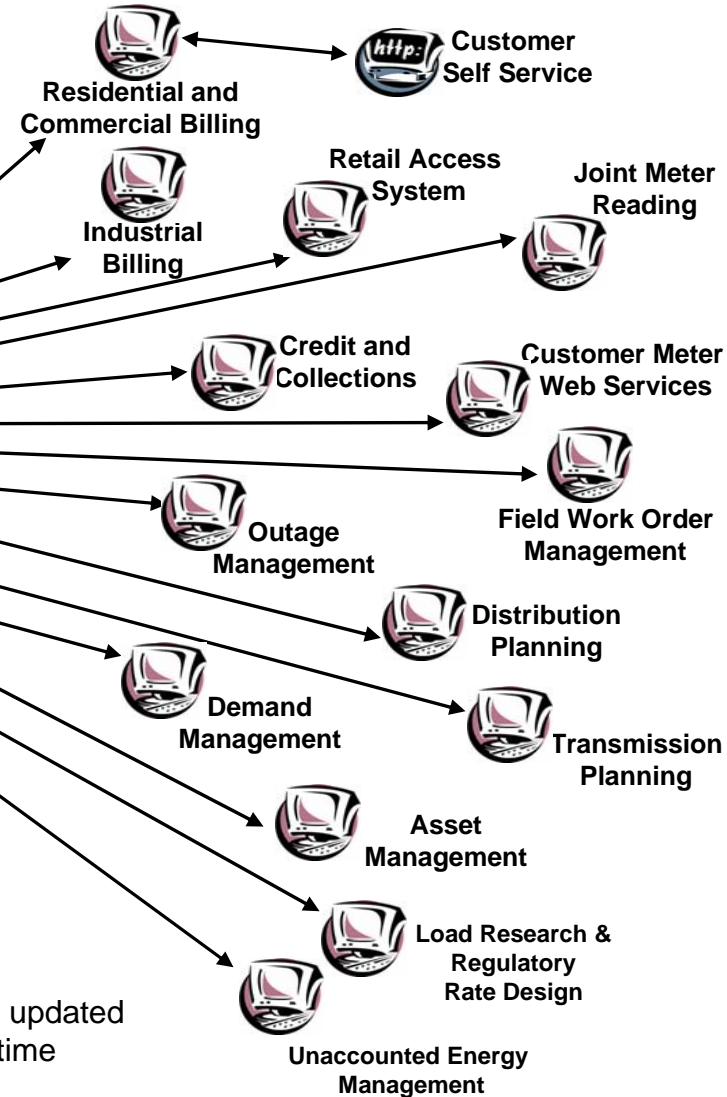 http:
Customer
Self Service
Residential and
Commercial Billing
Retail Access
System
Joint Meter
Reading
Industrial
Billing
Credit and
Collections
Customer Meter
Web Services
Outage
Management
Field Work Order
Management
Distribution
Planning
Demand
Management
Transmission
Planning
Asset
Management
Load Research &
Regulatory
Rate Design
updated
time
Unaccounted Energy
Management